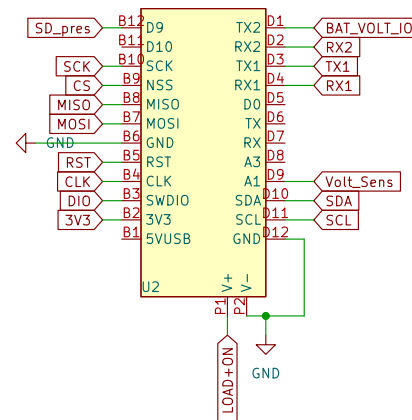 SD_pres B12 D9 TX2 D1 BAT_VOLT_IO
B11 D10 RX2 D2 RX2
SCK B10 SCK TX1 D3 TX1
CS B9 NSS RX1 D4 RX1
MISO B8 MISO D0 D5
MOSI B7 MOSI TX D6
GND B6 GND RX D7
RST B5 RST A3 D8
CLK B4 CLK A1 D9 Volt_Sens
DIO B3 SWDIO SDA D10 SDA
3V3 B2 3V3 SCL D11 SCL
B1 5VUSB GND D12
U2 V+ V-
P1 P2
LOAD+ON
GND